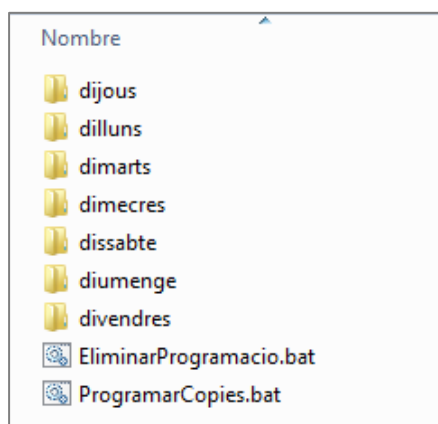 Nombre
dijous
dilluns
dimarts
dimecres
dissabte
diumenge
divendres
EliminarProgramacio.bat
ProgramarCopies.bat